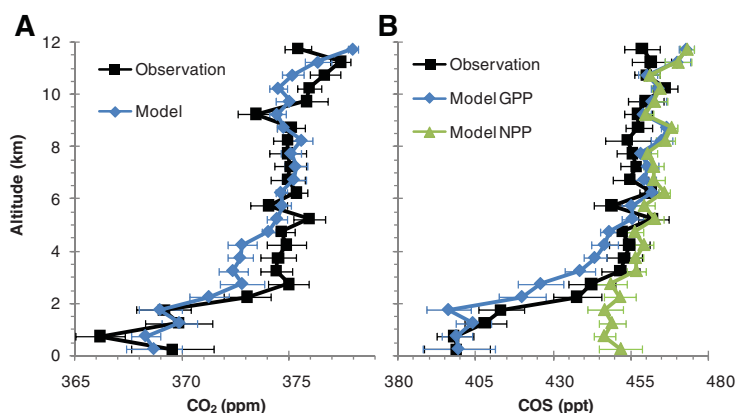 A
B
12
10
8
6
4
2
0
Altitude (km)
Observation
Model
Observation
Model GPP
Model NPP
365
370
375
380
405
430
455
480
CO2 (ppm)
COS (ppt)